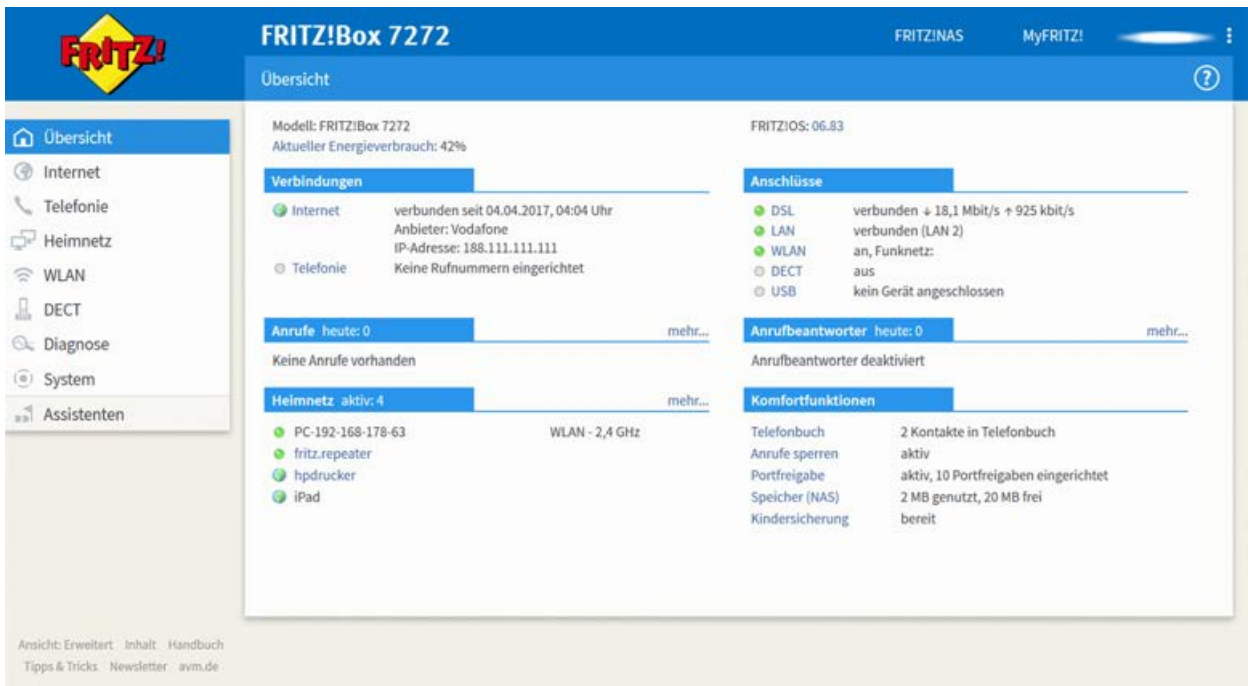 FRITZ!
FRITZ!Box 7272
FRITZ!NAS
MyFRITZ!
Übersicht
?
Übersicht
Internet
Telefonie
Heimnetz
WLAN
DECT
Diagnose
System
Assistenten
Modell: FRITZ!Box 7272
Aktueller Energieverbrauch: 42%
FRITZ!OS: 06.83
Verbindungen
Internet verbunden seit 04.04.2017, 04:04 Uhr
Anbieter: Vodafone
IP-Adresse: 188.111.111.111
Telefonie Keine Rufnummern eingerichtet
Anschlüsse
DSL verbunden ↓ 18,1 Mbit/s ↑ 925 kbit/s
LAN verbunden (LAN 2)
WLAN an, Funknetz:
DECT aus
USB kein Gerät angeschlossen
Anrufe heute: 0 mehr...
Keine Anrufe vorhanden
Anrufbeantworter heute: 0 mehr...
Anrufbeantworter deaktiviert
Heimnetz aktiv: 4 mehr...
PC-192-168-178-63 WLAN - 2,4 GHz
fritz.repeater
hpdrucker
iPad
Komfortfunktionen
Telefonbuch 2 Kontakte in Telefonbuch
Anrufe sperren aktiv
Portfreigabe aktiv, 10 Portfreigaben eingerichtet
Speicher (NAS) 2 MB genutzt, 20 MB frei
Kindersicherung bereit
Ansicht: Erweitert Inhalt Handbuch
Tipps & Tricks Newsletter avm.de